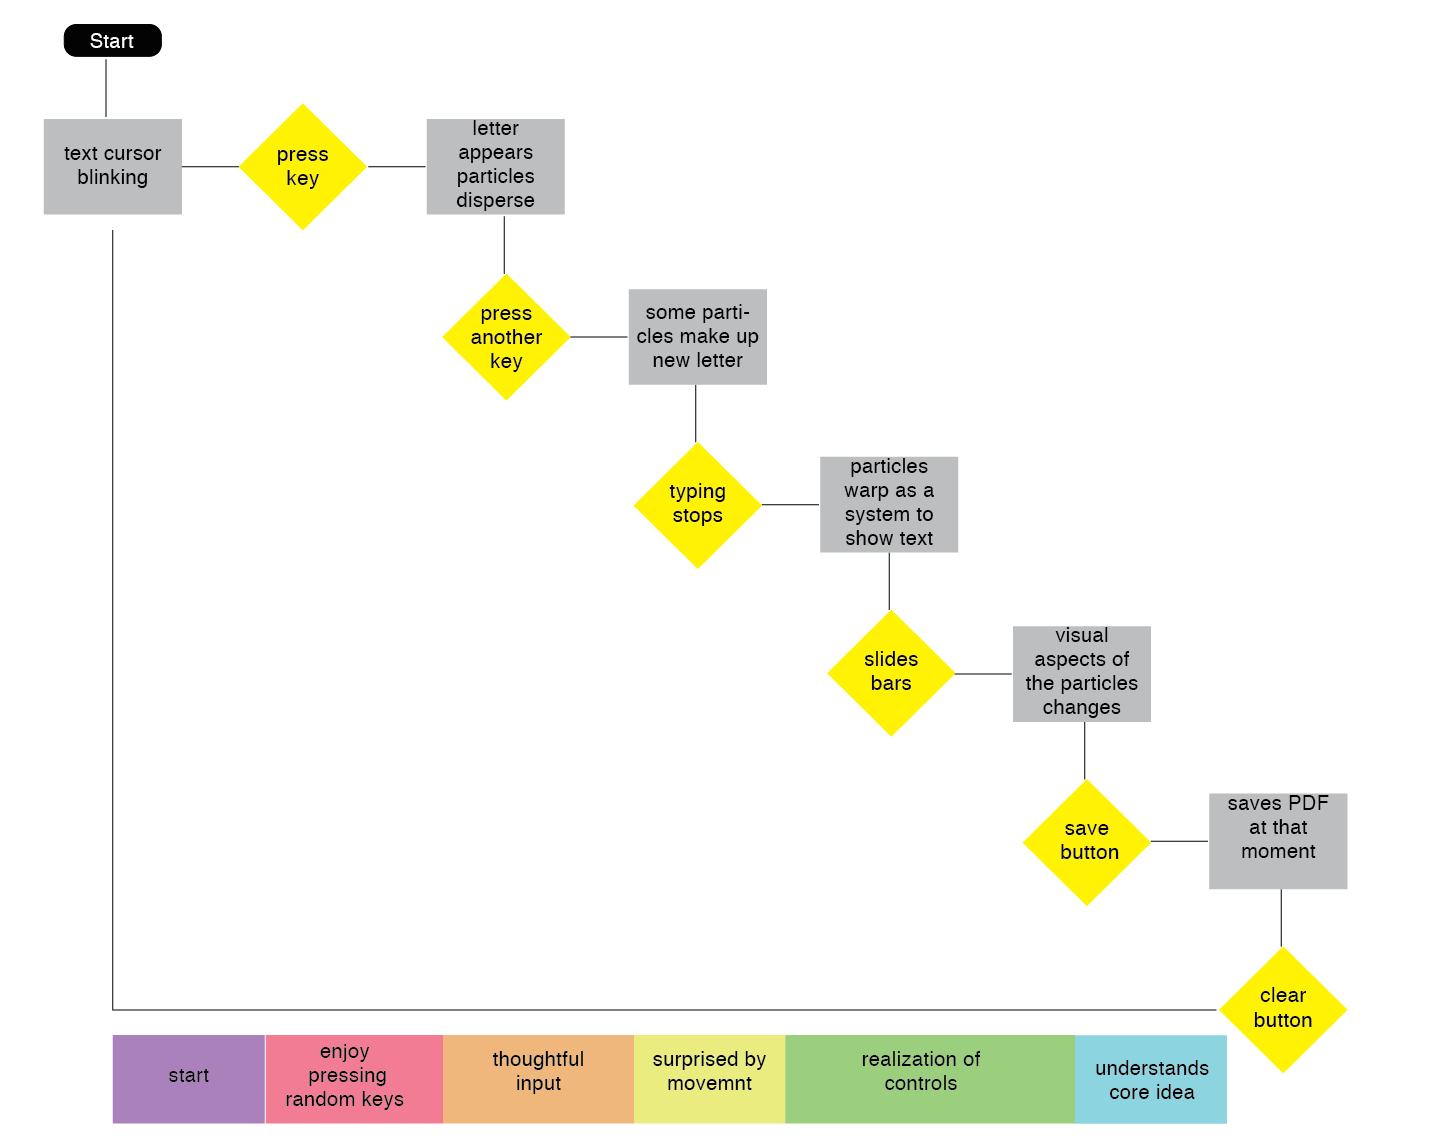 Start
text cursor
blinking
press
key
letter
appears
particles
disperse
press
another
key
some parti-
cles make up
new letter
typing
stops
particles
warp as a
system to
show text
slides
bars
visual
aspects of
the particles
changes
save
button
saves PDF
at that
moment
clear
button
start
enjoy
pressing
random keys
thoughtful
input
surprised by
movemnt
realization of
controls
understands
core idea